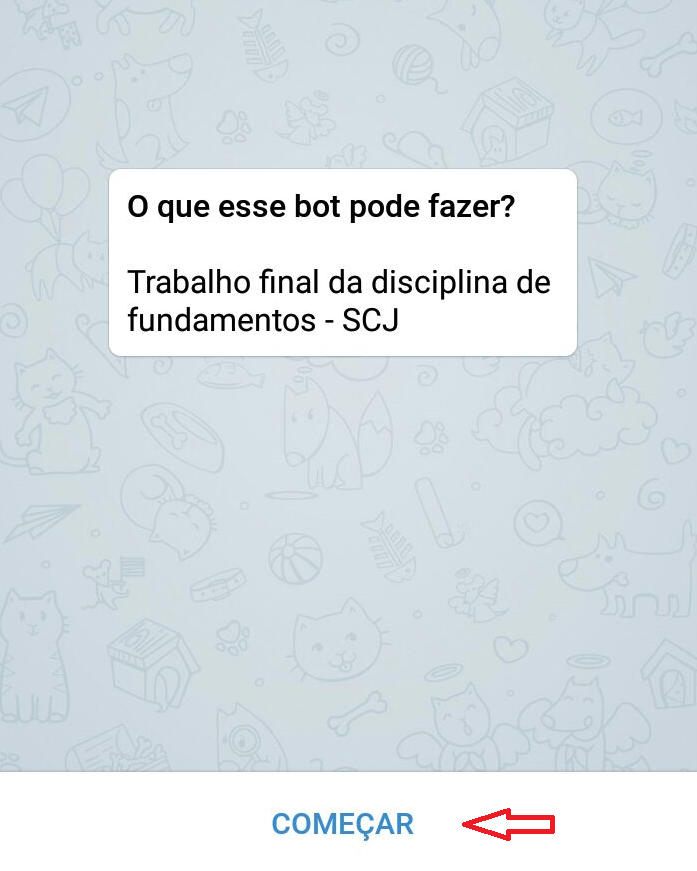 O que esse bot pode fazer?
Trabalho final da disciplina de
fundamentos - SCJ
COMEÇAR